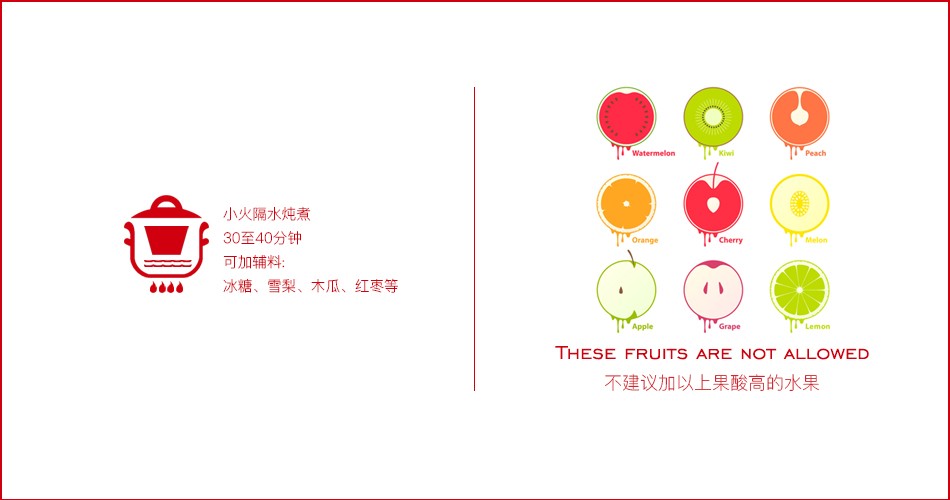 小火隔水炖煮
30至40分钟
可加辅料:
冰糖、雪梨、木瓜、红枣等
Watermelon
Kiwi
Peach
Orange
Cherry
Melon
Apple
Grape
Lemon
THESE FRUITS ARE NOT ALLOWED
不建议加以上果酸高的水果